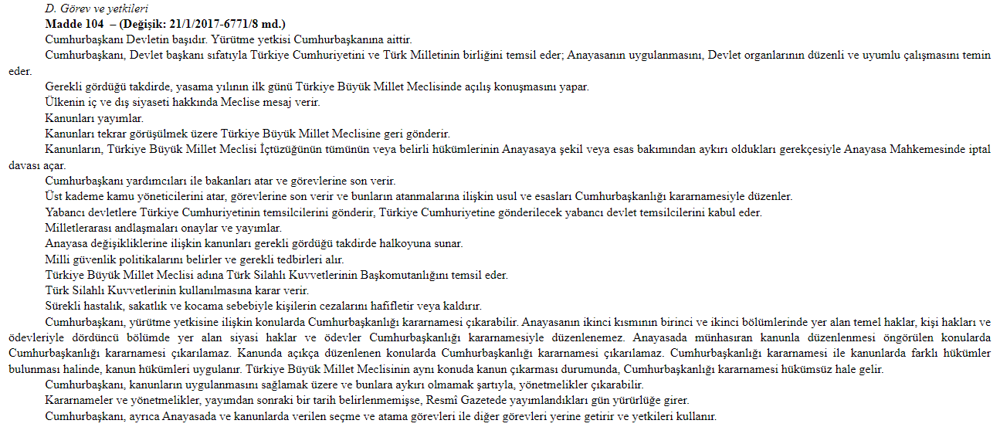 D. Görev ve yetkileri
Madde 104 – (Değişik: 21/1/2017-6771/8 md.)
Cumhurbaşkanı Devletin başıdır. Yürütme yetkisi Cumhurbaşkanına aittir.
Cumhurbaşkanı, Devlet başkanı sıfatıyla Türkiye Cumhuriyetini ve Türk Milletinin birliğini temsil eder; Anayasanın uygulanmasını, Devlet organlarının düzenli ve uyumlu çalışmasını temin
eder.
Gerekli gördüğü takdirde, yasama yılının ilk günü Türkiye Büyük Millet Meclisinde açılış konuşmasını yapar.
Ülkenin iç ve dış siyaseti hakkında Meclise mesaj verir.
Kanunları yayımlar.
Kanunları tekrar görüşülmek üzere Türkiye Büyük Millet Meclisine geri gönderir.
Kanunların, Türkiye Büyük Millet Meclisi İçtüzüğünün tümünün veya belirli hükümlerinin Anayasaya şekil veya esas bakımından aykırı oldukları gerekçesiyle Anayasa Mahkemesinde iptal
davası açar.
Cumhurbaşkanı yardımcıları ile bakanları atar ve görevlerine son verir.
Üst kademe kamu yöneticilerini atar, görevlerine son verir ve bunların atanmalarına ilişkin usul ve esasları Cumhurbaşkanlığı kararnamesiyle düzenler.
Yabancı devletlere Türkiye Cumhuriyetinin temsilcilerini gönderir, Türkiye Cumhuriyetine gönderilecek yabancı devlet temsilcilerini kabul eder.
Milletlerarası andlaşmaları onaylar ve yayımlar.
Anayasa değişikliklerine ilişkin kanunları gerekli gördüğü takdirde halkoyuna sunar.
Milli güvenlik politikalarını belirler ve gerekli tedbirleri alır.
Türkiye Büyük Millet Meclisi adına Türk Silahlı Kuvvetlerinin Başkomutanlığını temsil eder.
Türk Silahlı Kuvvetlerinin kullanılmasına karar verir.
Sürekli hastalık, sakatlık ve kocama sebebiyle kişilerin cezalarını hafifletir veya kaldırır.
Cumhurbaşkanı, yürütme yetkisine ilişkin konularda Cumhurbaşkanlığı kararnamesi çıkarabilir. Anayasanın ikinci kısmının birinci ve ikinci bölümlerinde yer alan temel haklar, kişi hakları ve
ödevleriyle dördüncü bölümde yer alan siyasi haklar ve ödevler Cumhurbaşkanlığı kararnamesiyle düzenlenemez. Anayasada münhasıran kanunla düzenlenmesi öngörülen konularda
Cumhurbaşkanlığı kararnamesi çıkarılamaz. Kanunda açıkça düzenlenen konularda Cumhurbaşkanlığı kararnamesi çıkarılamaz. Cumhurbaşkanlığı kararnamesi ile kanunlarda farklı hükümler
bulunması halinde, kanun hükümleri uygulanır. Türkiye Büyük Millet Meclisinin aynı konuda kanun çıkarması durumunda, Cumhurbaşkanlığı kararnamesi hükümsüz hale gelir.
Cumhurbaşkanı, kanunların uygulanmasını sağlamak üzere ve bunlara aykırı olmamak şartıyla, yönetmelikler çıkarabilir.
Kararnameler ve yönetmelikler, yayımdan sonraki bir tarih belirlenmemişse, Resmî Gazetede yayımlandıkları gün yürürlüğe girer.
Cumhurbaşkanı, ayrıca Anayasada ve kanunlarda verilen seçme ve atama görevleri ile diğer görevleri yerine getirir ve yetkileri kullanır.